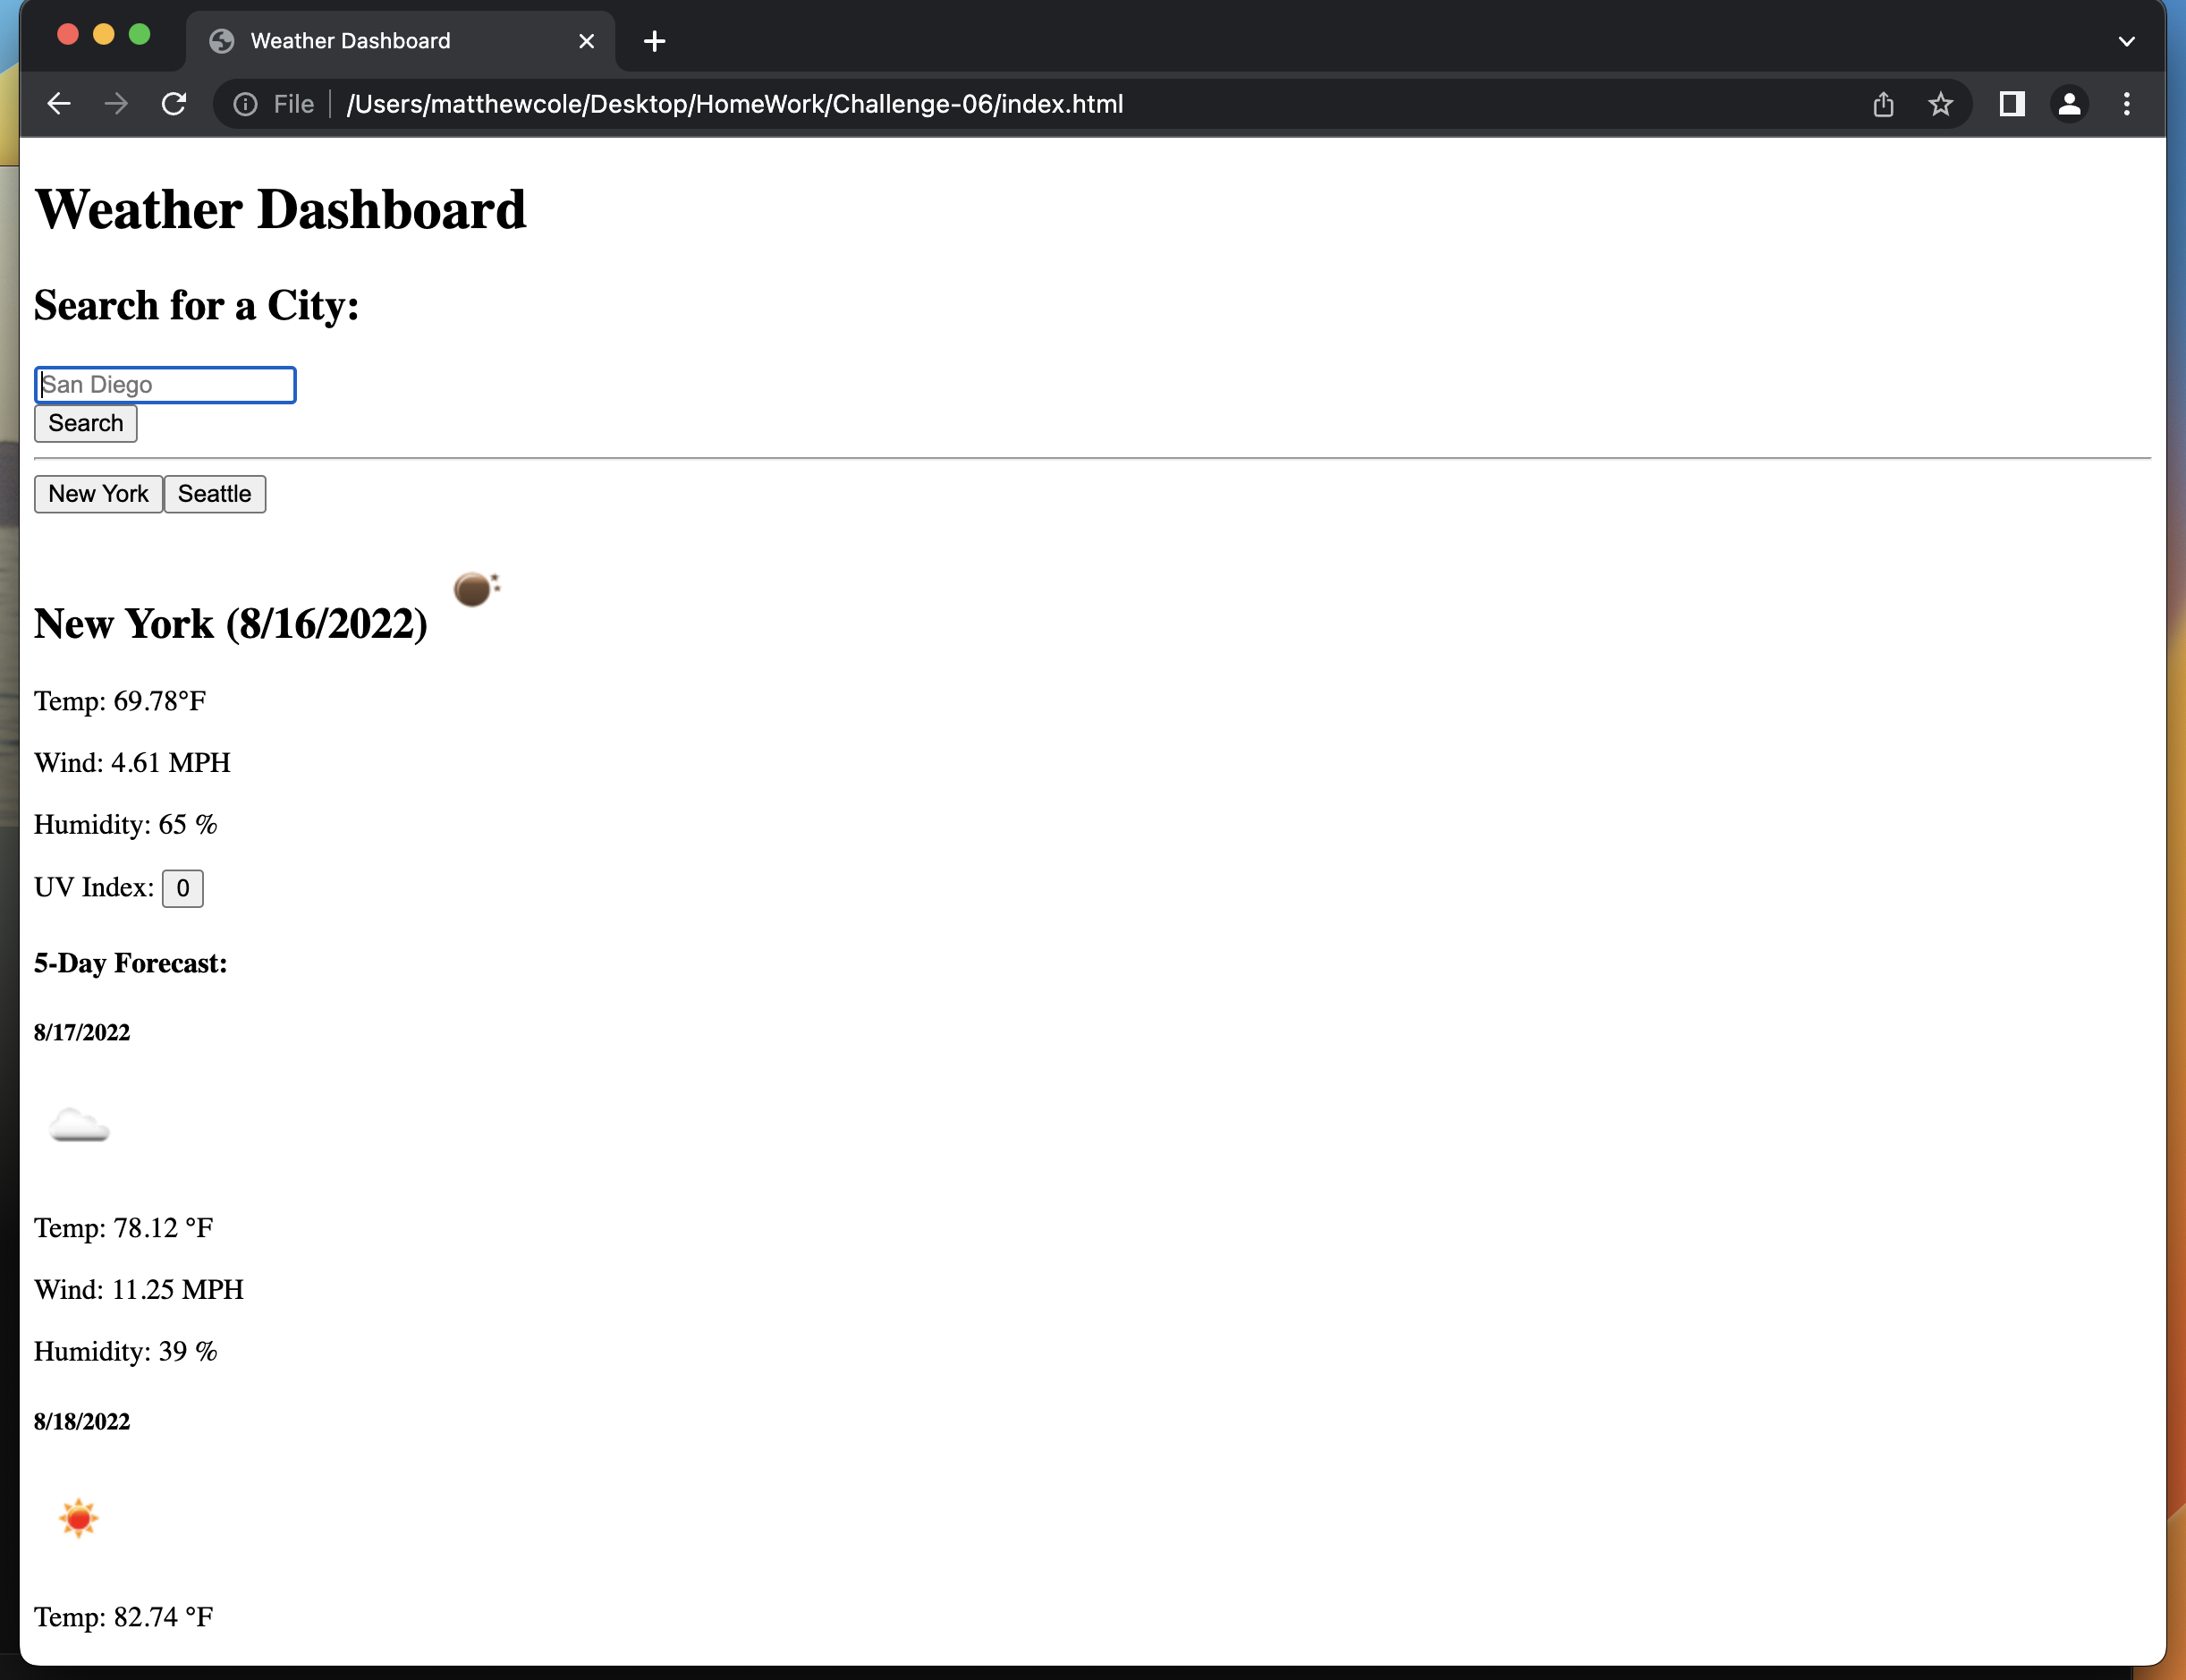 Weather Dashboard
File /Users/matthewcole/Desktop/HomeWork/Challenge-06/index.html
Weather Dashboard
Search for a City:
San Diego
Search
New York Seattle
New York (8/16/2022)
Temp: 69.78°F
Wind: 4.61 MPH
Humidity: 65 %
UV Index: 0
5-Day Forecast:
8/17/2022
Temp: 78.12 °F
Wind: 11.25 MPH
Humidity: 39 %
8/18/2022
Temp: 82.74 °F